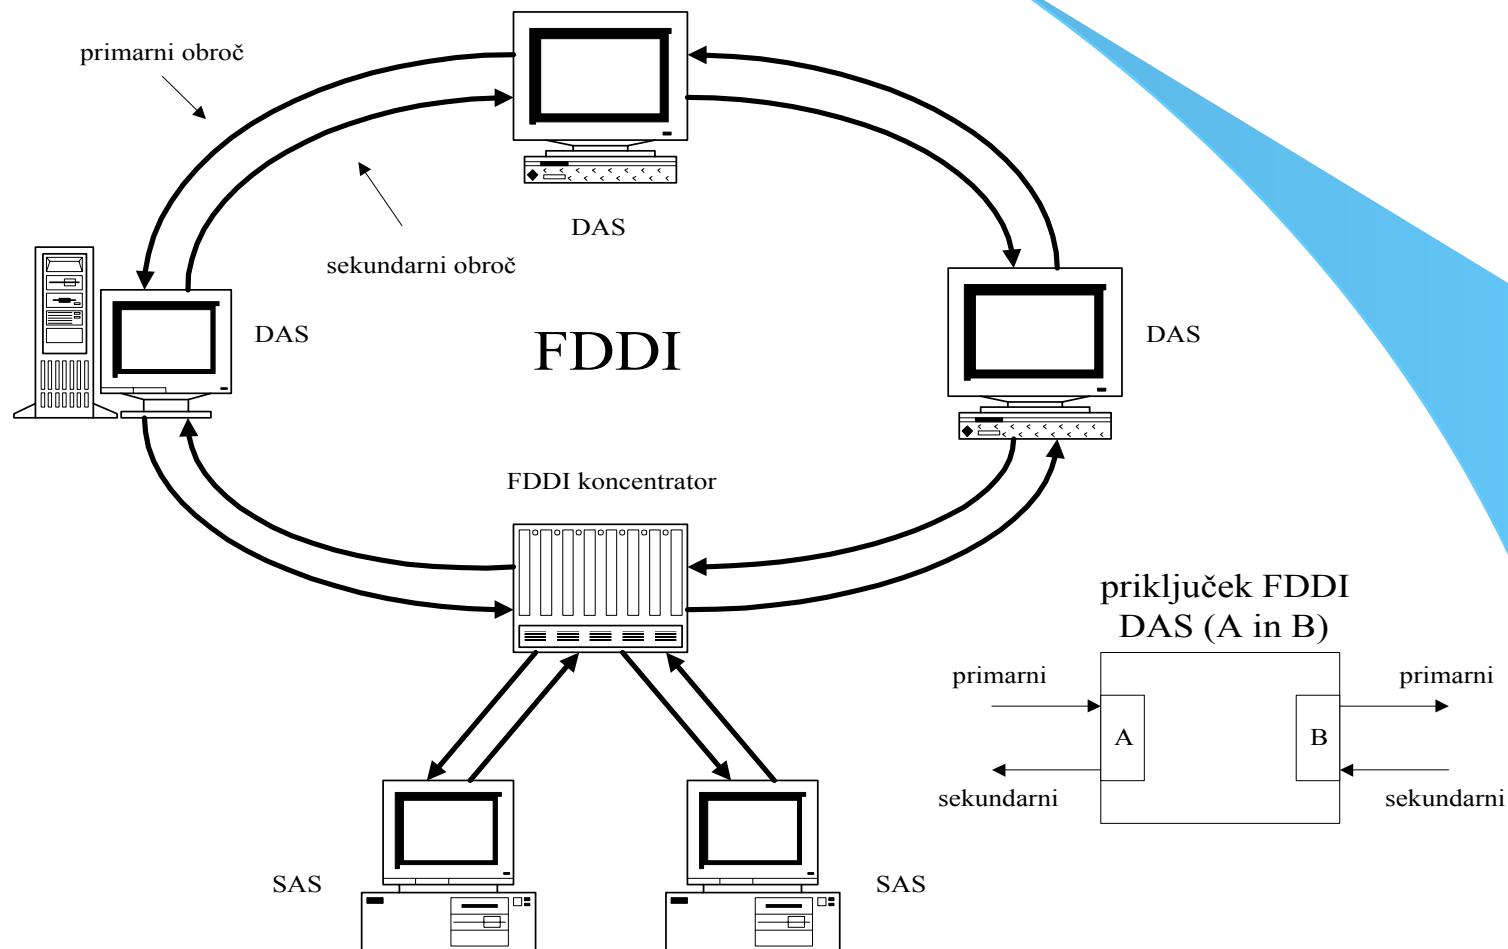 primarni obroč
DAS
sekundarni obroč
DAS
FDDI
DAS
FDDI koncentrator
priključek FDDI
DAS (A in B)
primarni
primarni
A
B
sekundarni
sekundarni
SAS
SAS